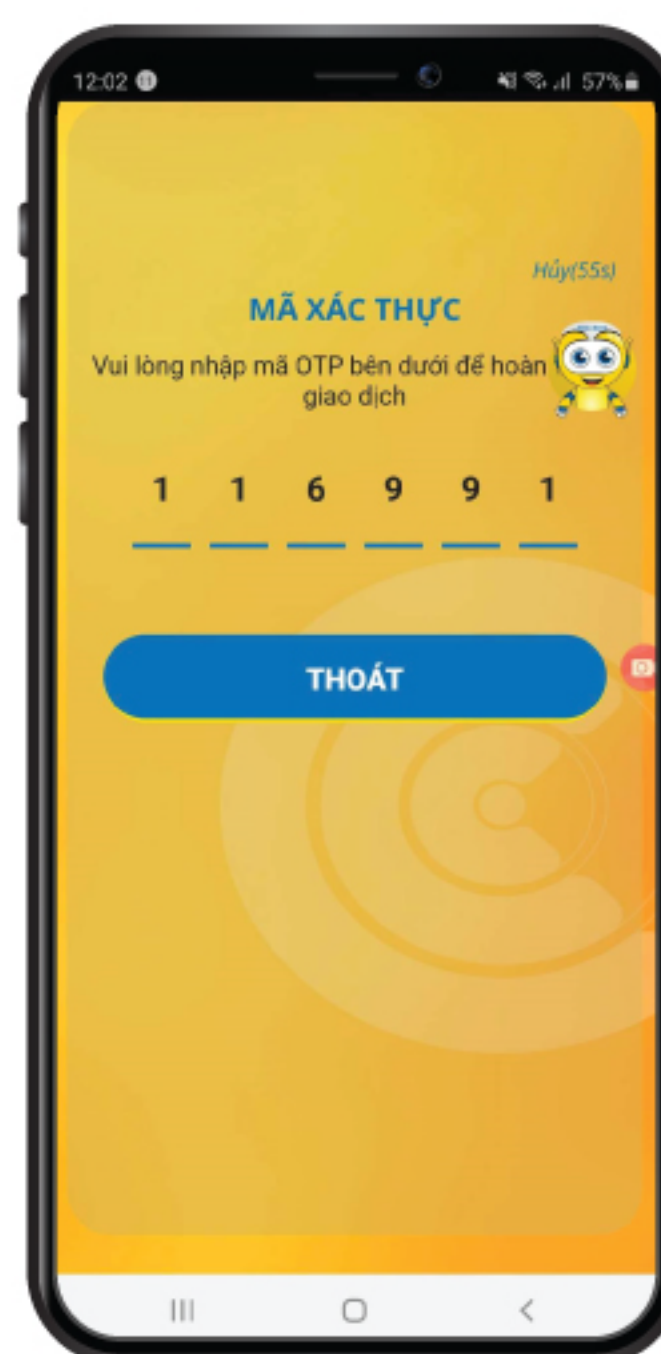 12:02
57%
Hủy(55s)
MÃ XÁC THỰC
Vui lòng nhập mã OTP bên dưới để hoàn
giao dịch
1 1 6 9 9 1
THOÁT